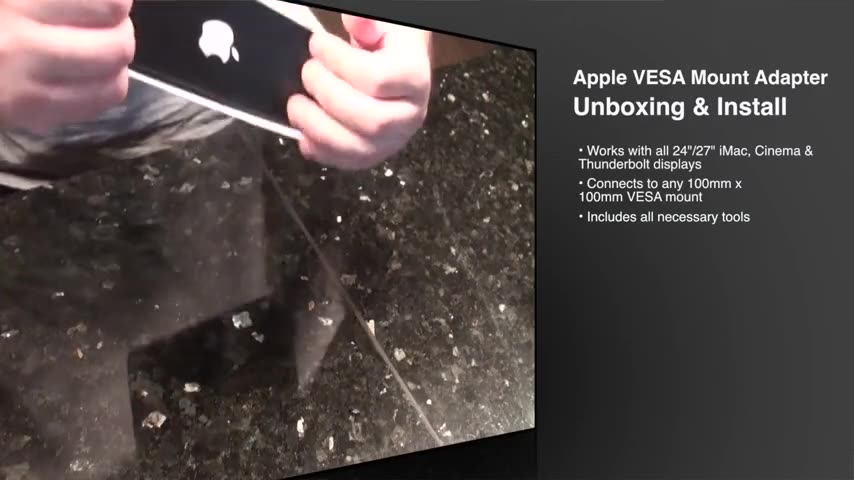 Apple VESA Mount Adapter
Unboxing & Install
• Works with all 24"/27" iMac, Cinema &
Thunderbolt displays
• Connects to any 100mm x
100mm VESA mount
• Includes all necessary tools